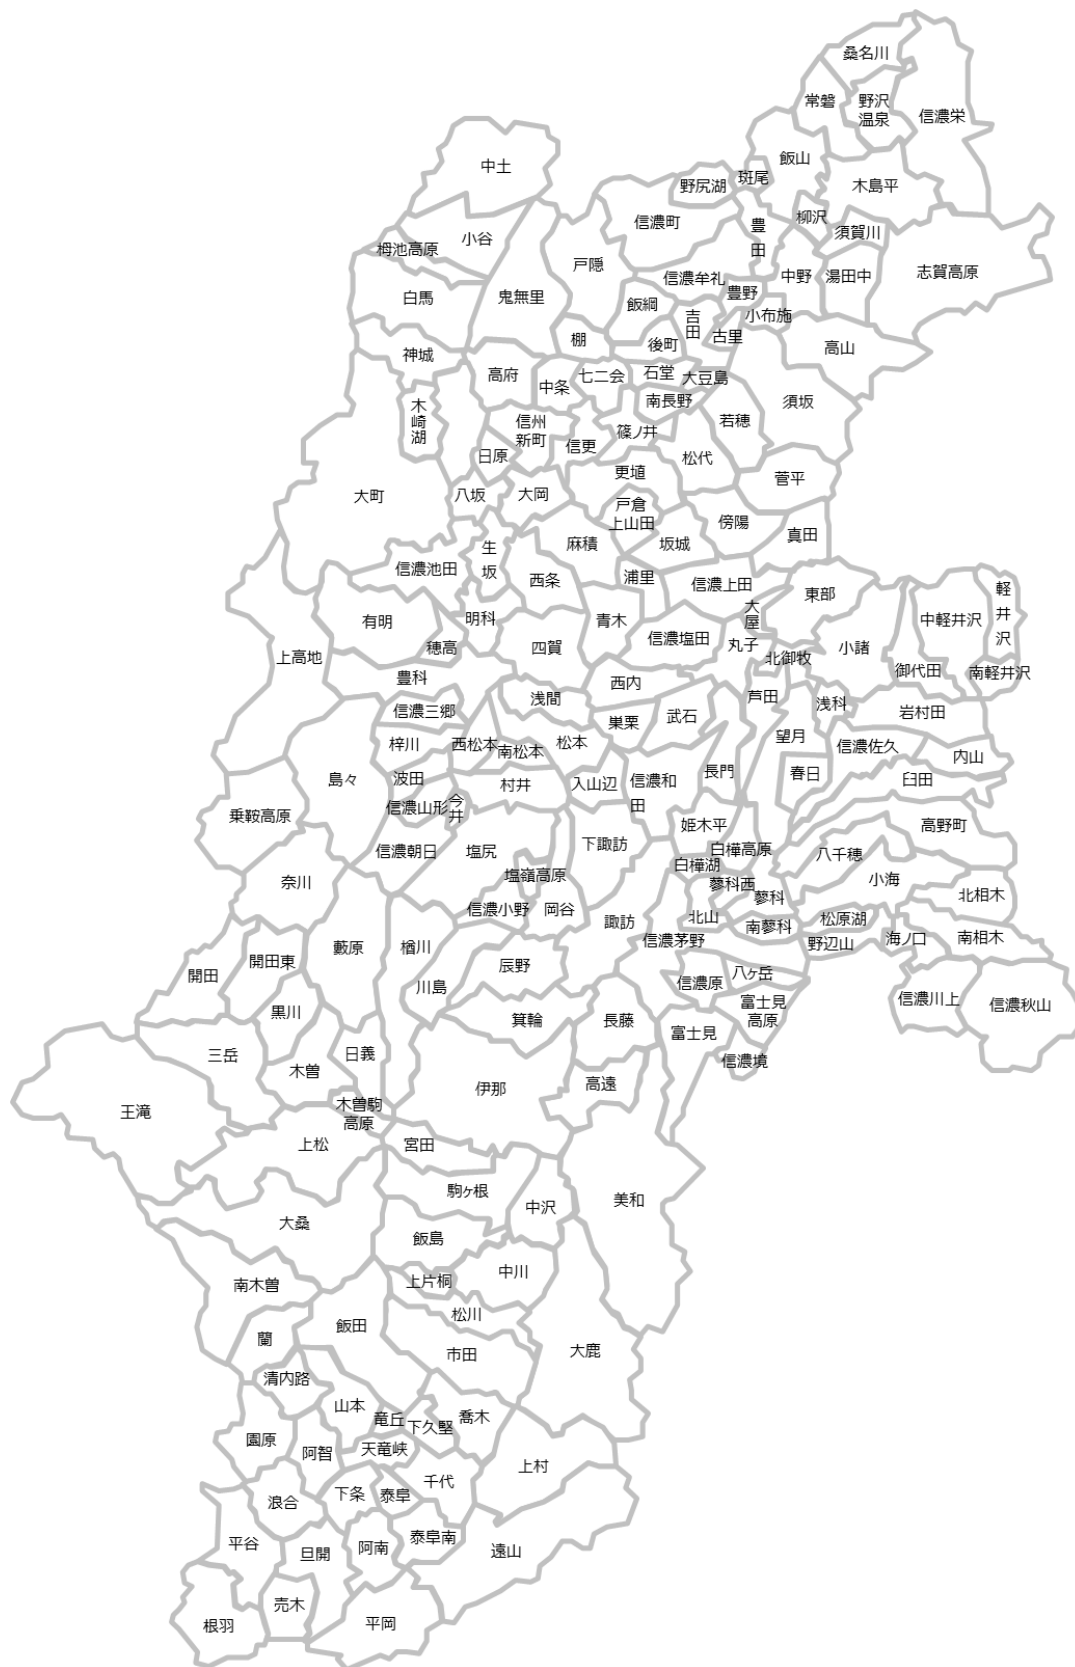 桑名川
常磐
野沢
温泉
信濃栄
中土
飯山
野尻湖
斑尾
木島平
信濃町
豊田
柳沢
須賀川
小谷
栂池高原
戸隠
志賀高原
信濃牟礼
中野
湯田中
白馬
鬼無里
飯綱
豊野
吉田
小布施
棚
後町
古里
高山
神城
高府
中条
七二会
石堂
大豆島
南長野
須坂
木崎湖
信州
新町
信更
篠ノ井
若穂
日原
松代
更埴
菅平
大町
八坂
大岡
戸倉
上山田
傍陽
真田
麻積
坂城
生坂
信濃池田
西条
浦里
信濃上田
東部
軽井沢
中軽井沢
有明
明科
青木
大屋
穂高
四賀
信濃塩田
丸子
小諸
上高地
北御牧
御代田
南軽井沢
豊科
西内
芦田
浅間
浅科
信濃三郷
巣栗
武石
岩村田
梓川
西松本
南松本
松本
望月
信濃佐久
内山
島々
波田
村井
入山辺
信濃和田
長門
春日
臼田
信濃山形
今井
乗鞍高原
姫木平
高野町
信濃朝日
塩尻
下諏訪
白樺高原
八千穂
白樺湖
奈川
塩嶺高原
蓼科西
小海
蓼科
北相木
信濃小野
岡谷
諏訪
北山
南蓼科
松原湖
藪原
楢川
信濃茅野
野辺山
海ノ口
南相木
開田東
開田
辰野
八ヶ岳
信濃原
川島
信濃川上
信濃秋山
黒川
箕輪
長藤
富士見
高原
富士見
三岳
日義
信濃境
木曽
伊那
高遠
王滝
木曽駒
高原
上松
宮田
駒ヶ根
中沢
美和
大桑
飯島
上片桐
中川
南木曽
松川
飯田
蘭
市田
大鹿
清内路
山本
竜丘
下久堅
喬木
園原
阿智
天竜峡
上村
千代
下条
泰阜
浪合
泰阜南
平谷
旦開
阿南
遠山
売木
根羽
平岡